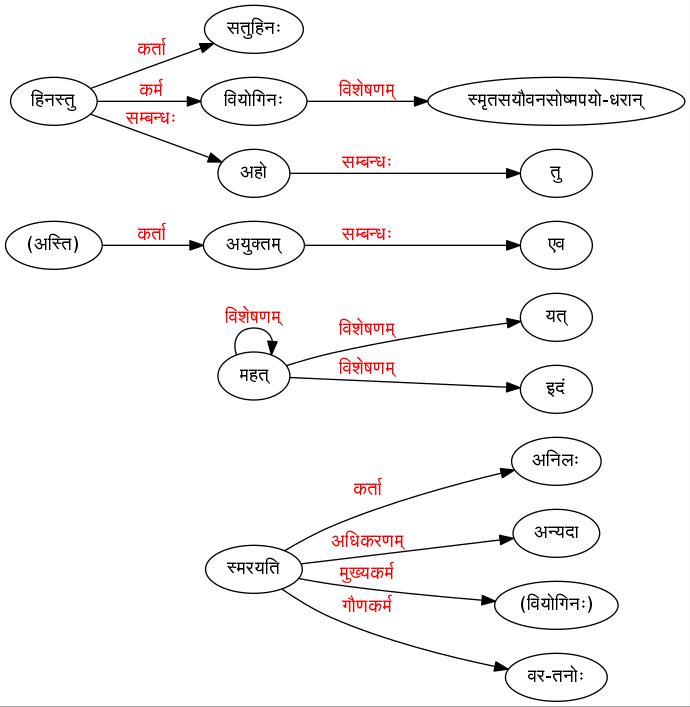 सतुहिनः
कर्ता
हिनस्तु
कर्म
वियोगिनः
विशेषणम्
स्मृतसयौवनसोष्मपयो-धरान्
सम्बन्धः
अहो
सम्बन्धः
तु
(अस्ति)
कर्ता
अयुक्तम्
सम्बन्धः
एव
विशेषणम्
महत्
विशेषणम्
यत्
विशेषणम्
इदं
अनिलः
कर्ता
स्मरयति
अधिकरणम्
अन्यदा
मुख्यकर्म
(वियोगिनः)
गौणकर्म
वर-तनोः